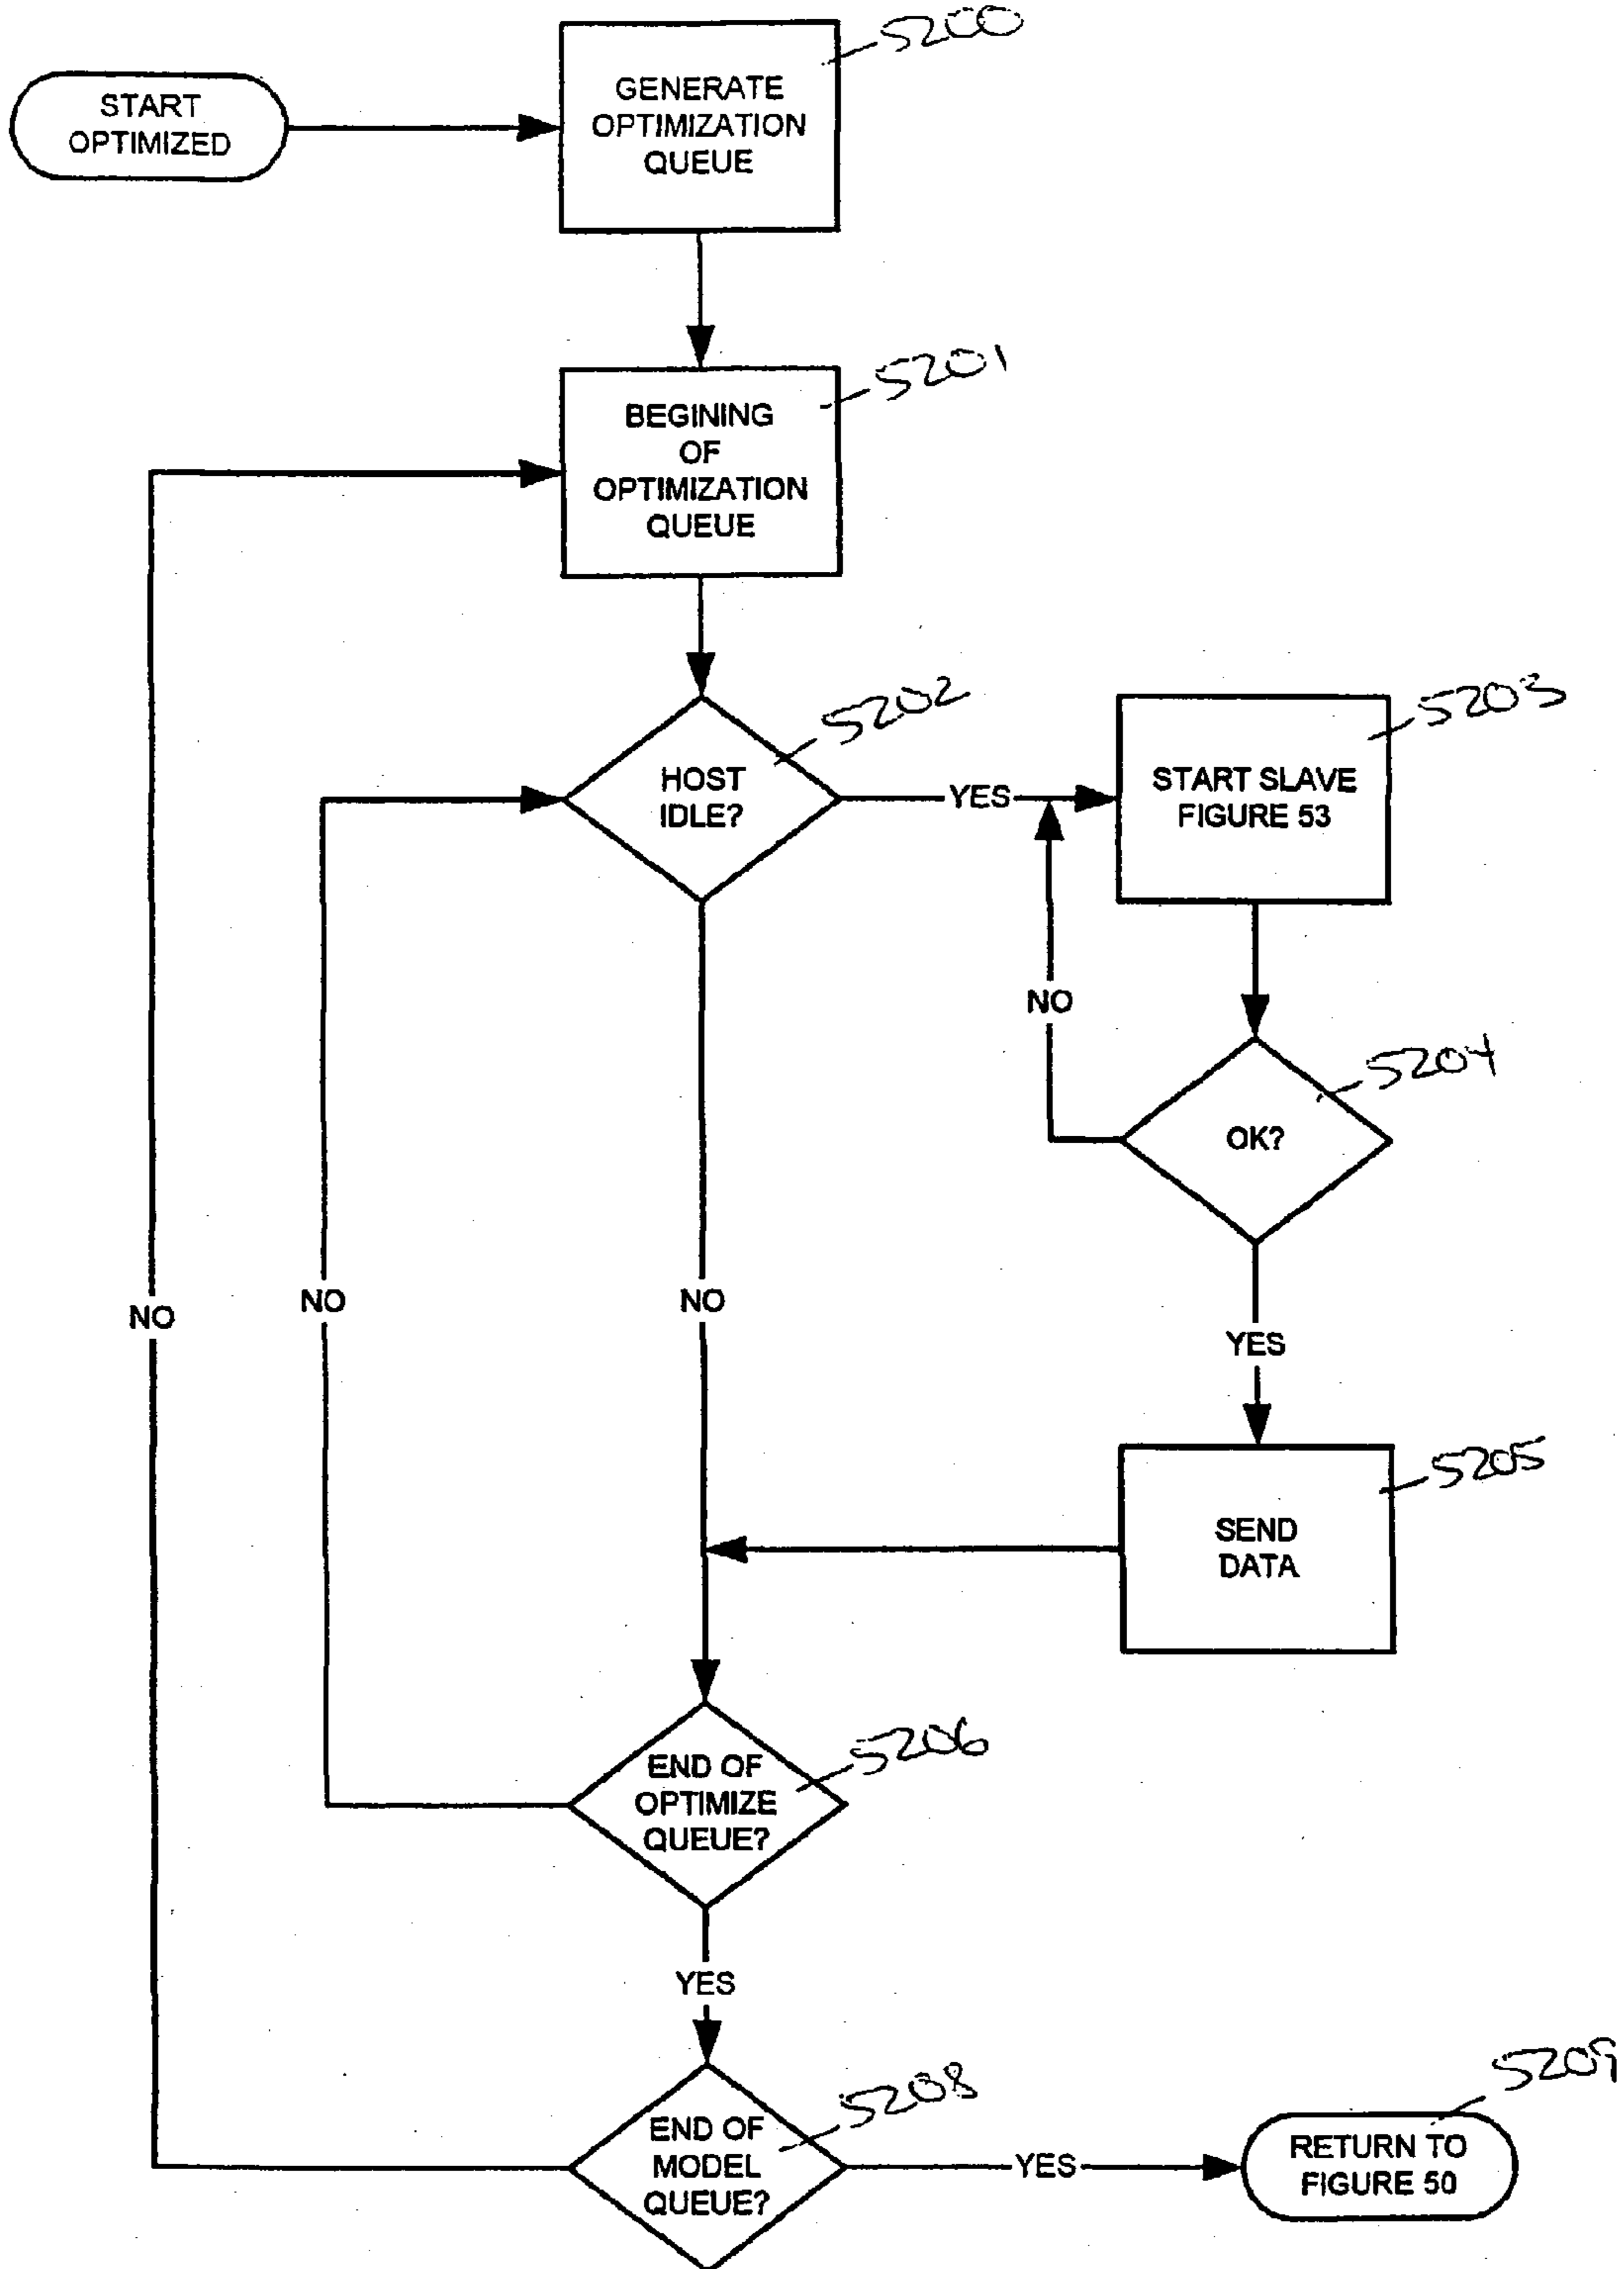 5200
GENERATE
OPTIMIZATION
QUEUE
START
OPTIMIZED
5201
BEGINING
OF
OPTIMIZATION
QUEUE
5202
HOST
IDLE?
YES
5203
START SLAVE
FIGURE 53
NO
5204
OK?
NO
NO
NO
YES
5205
SEND
DATA
5206
END OF
OPTIMIZE
QUEUE?
YES
5208
END OF
MODEL
QUEUE?
YES
5209
RETURN TO
FIGURE 50